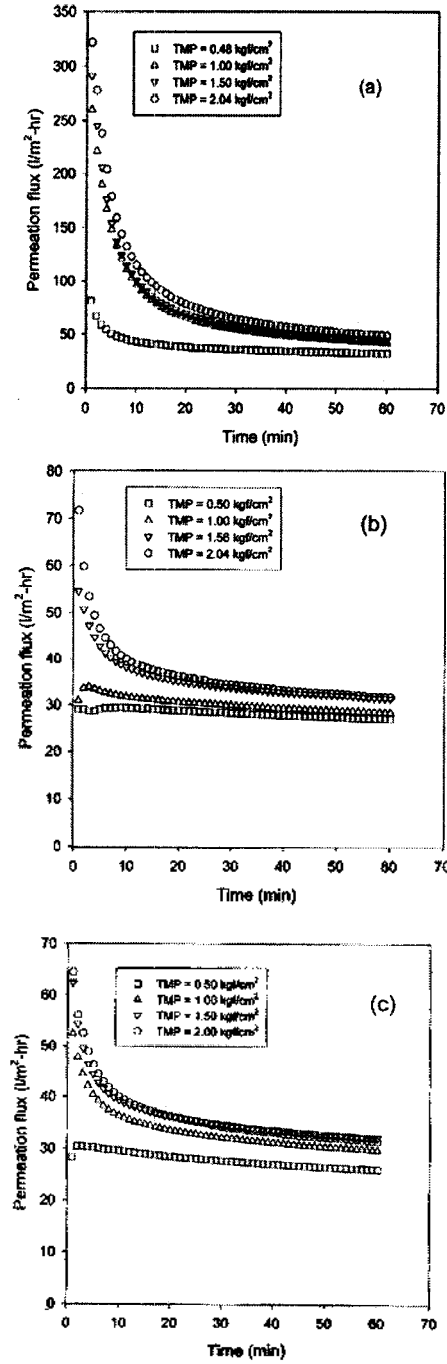 350
300
250
200
150
100
50
0
Permeation flux (l/m²-hr)
TMP = 0.48 kgf/cm²
TMP = 1.00 kgf/cm²
TMP = 1.50 kgf/cm²
TMP = 2.04 kgf/cm²
(a)
0 10 20 30 40 50 60 70
Time (min)
80
70
60
50
40
30
20
10
0
Permeation flux (l/m²-hr)
TMP = 0.50 kgf/cm²
TMP = 1.00 kgf/cm²
TMP = 1.56 kgf/cm²
TMP = 2.04 kgf/cm²
(b)
0 10 20 30 40 50 60 70
Time (min)
70
60
50
40
30
20
10
0
Permeation flux (l/m²-hr)
TMP = 0.50 kgf/cm²
TMP = 1.00 kgf/cm²
TMP = 1.50 kgf/cm²
TMP = 2.00 kgf/cm²
(c)
0 10 20 30 40 50 60 70
Time (min)